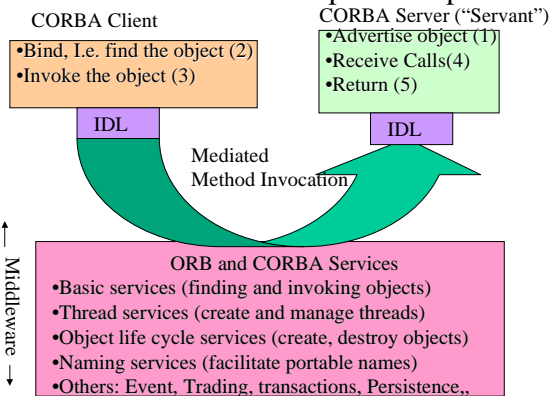 CORBA Client
•Bind, I.e. find the object (2)
•Invoke the object (3)
IDL
CORBA Server (“Servant”)
•Advertise object (1)
•Receive Calls(4)
•Return (5)
IDL
Mediated
Method Invocation
← Middleware →
ORB and CORBA Services
•Basic services (finding and invoking objects)
•Thread services (create and manage threads)
•Object life cycle services (create, destroy objects)
•Naming services (facilitate portable names)
•Others: Event, Trading, transactions, Persistence,,